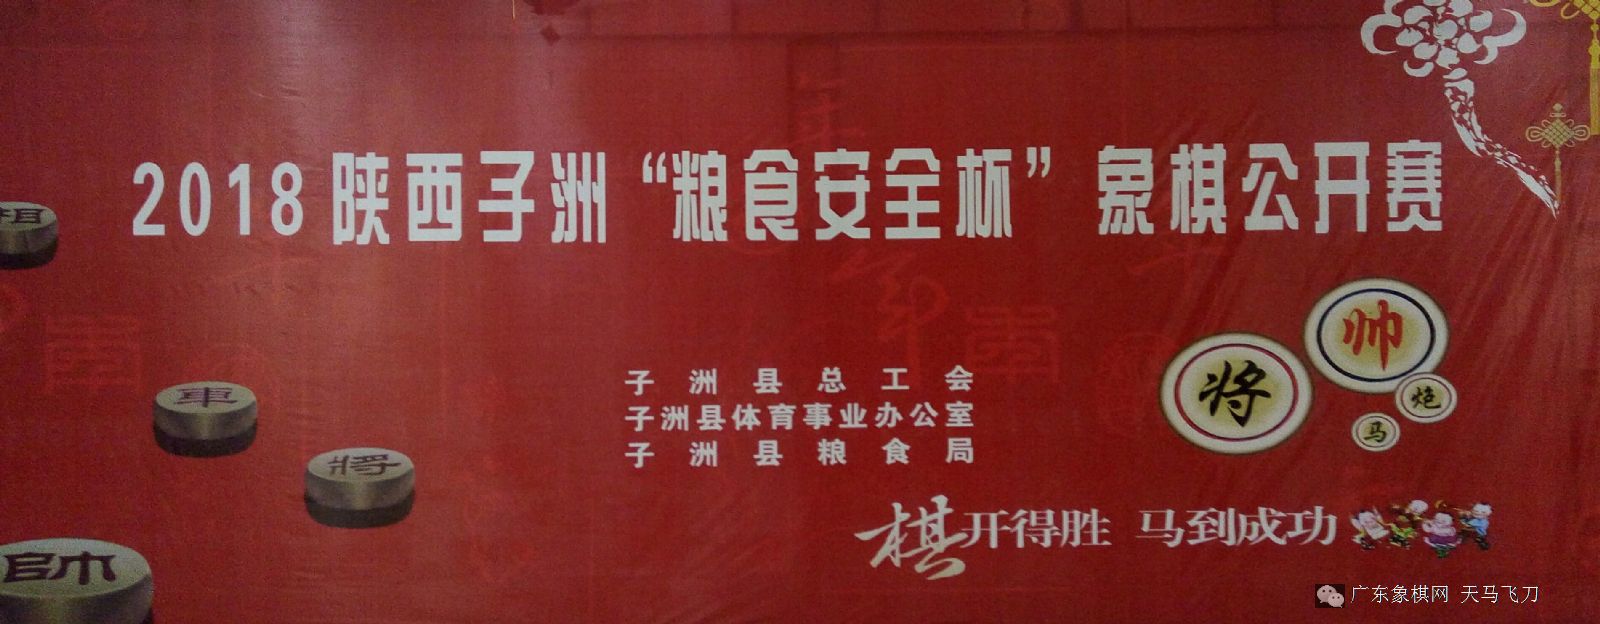 2018陕西子洲“粮食安全杯”象棋公开赛
相
車
將
帥
帅
将
炮
马
子洲县总工会
子洲县体育事业办公室
子洲县粮食局
棋开得胜 马到成功
广东象棋网 天马飞刀